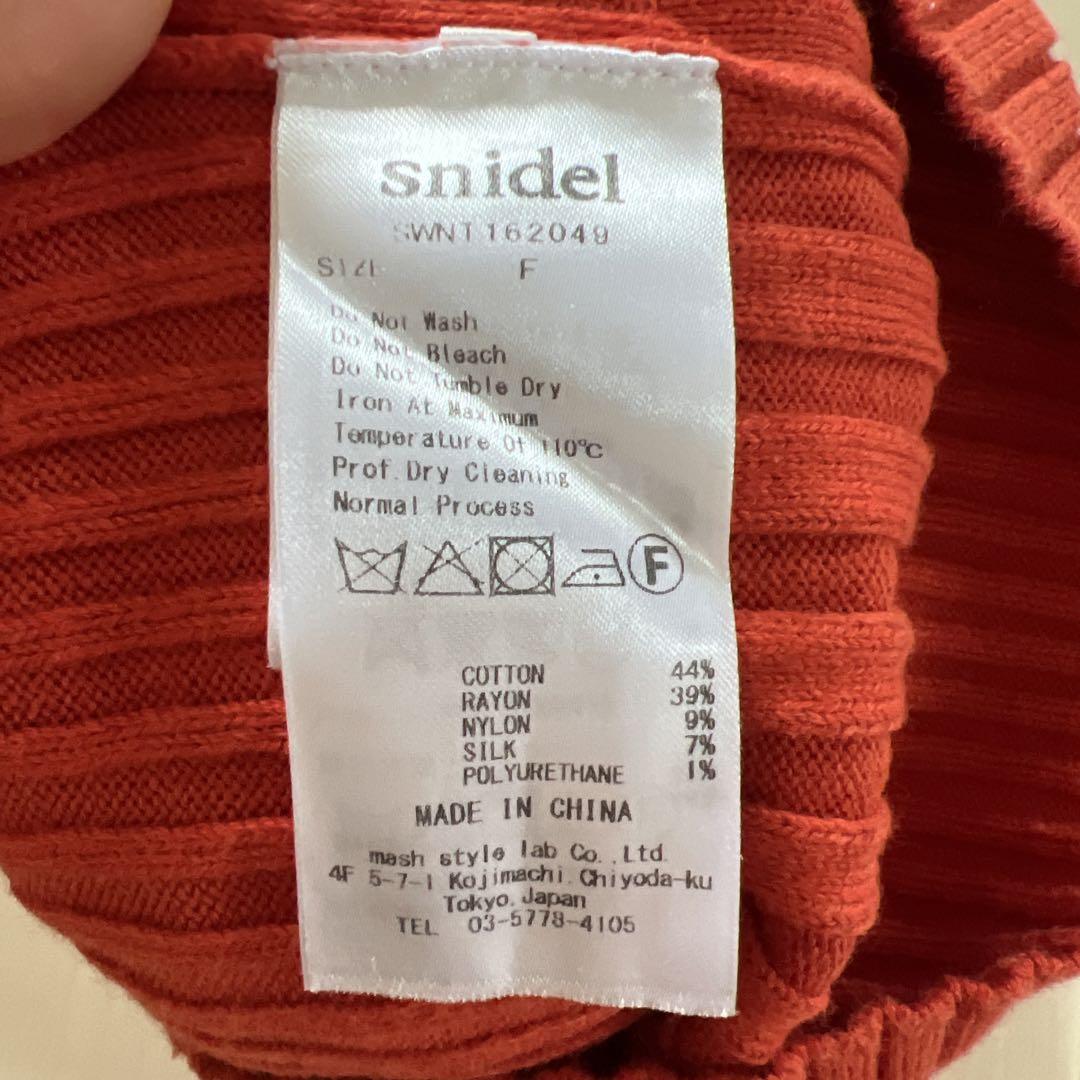 snidel
SWNT162049
SIZE F
Do Not Wash
Do Not Bleach
Do Not Tumble Dry
Iron At Maximum
Temperature Of 110℃
Prof.Dry Cleaning
Normal Process
F
COTTON 44%
RAYON 39%
NYLON 9%
SILK 7%
POLYURETHANE 1%
MADE IN CHINA
mash style lab Co.,Ltd.
4F 5-7-1 Kojimachi.Chiyoda-ku
Tokyo.Japan
TEL 03-5778-4105